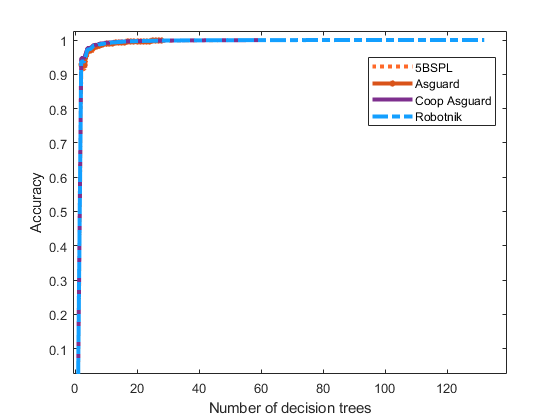 1
0.9
0.8
0.7
0.6
0.5
0.4
0.3
0.2
0.1
Accuracy
5BSPL
Asguard
Coop Asguard
Robotnik
0 20 40 60 80 100 120
Number of decision trees